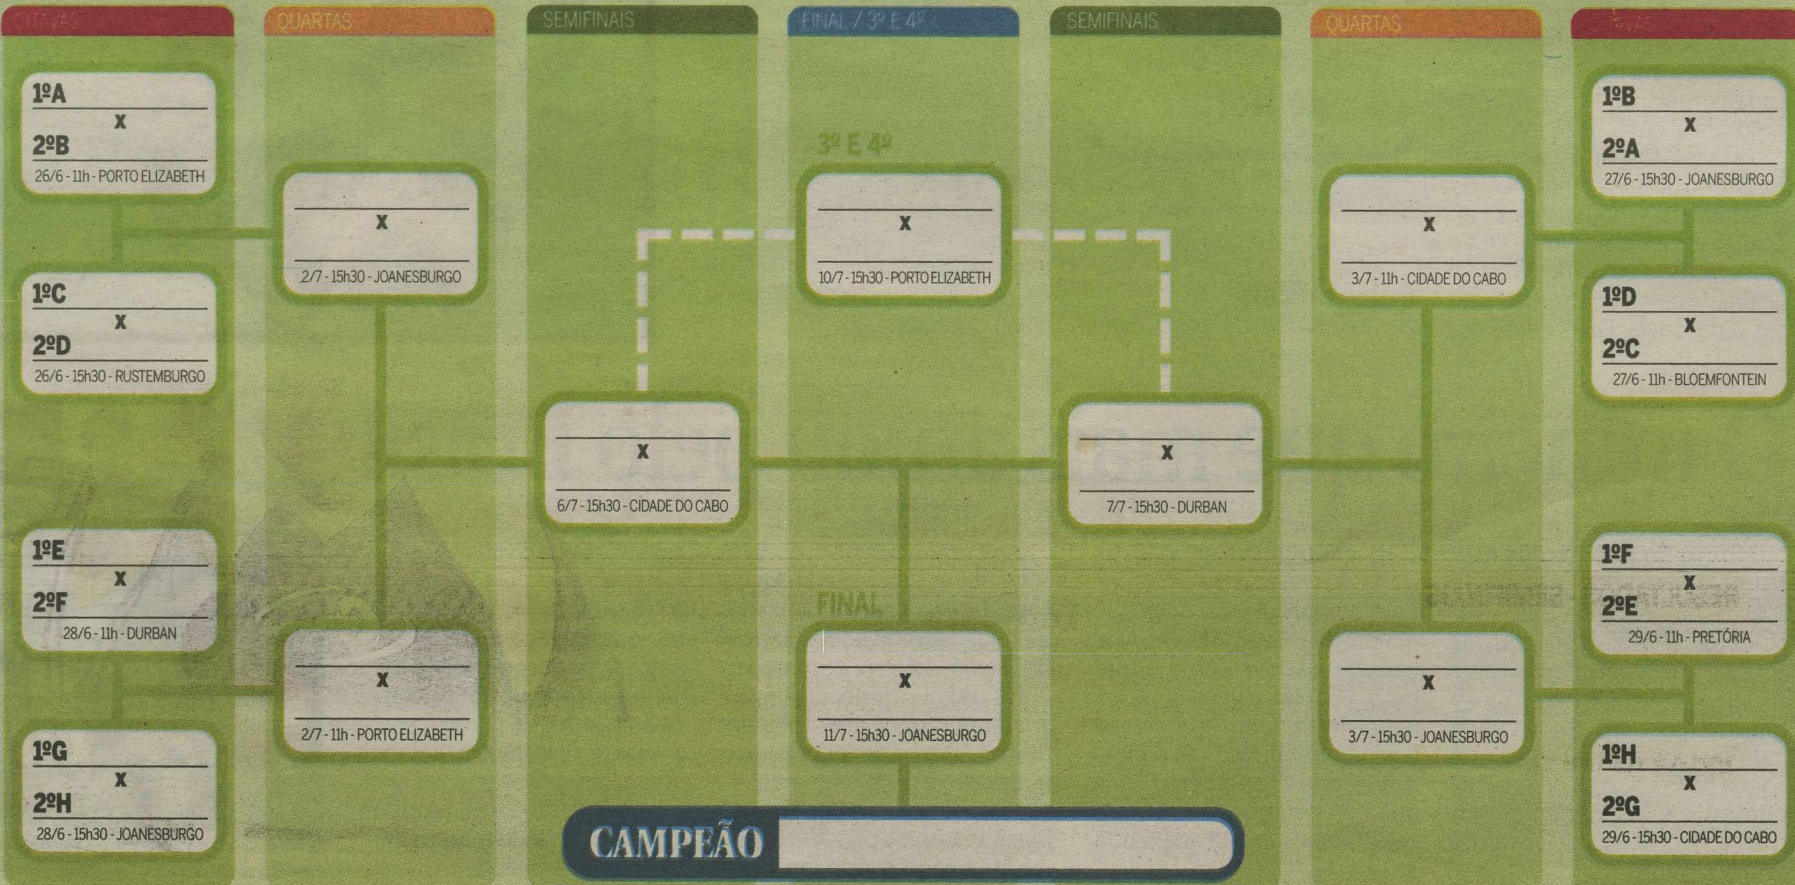 OITAVAS
QUARTAS
SEMIFINAIS
FINAL / 3º E 4º
SEMIFINAIS
QUARTAS
1ºA
X
2ºB
26/6 - 11h - PORTO ELIZABETH
1ºC
X
2ºD
26/6 - 15h30 - RUSTEMBURGO
1ºE
X
2ºF
28/6 - 11h - DURBAN
1ºG
X
2ºH
28/6 - 15h30 - JOANESBURGO
X
2/7 - 15h30 - JOANESBURGO
X
2/7 - 11h - PORTO ELIZABETH
X
6/7 - 15h30 - CIDADE DO CABO
3º E 4º
X
10/7 - 15h30 - PORTO ELIZABETH
FINAL
X
11/7 - 15h30 - JOANESBURGO
CAMPEÃO
X
7/7 - 15h30 - DURBAN
X
3/7 - 11h - CIDADE DO CABO
X
3/7 - 15h30 - JOANESBURGO
1ºB
X
2ºA
27/6 - 15h30 - JOANESBURGO
1ºD
X
2ºC
27/6 - 11h - BLOEMFONTEIN
1ºF
X
2ºE
29/6 - 11h - PRETÓRIA
1ºH
X
2ºG
29/6 - 15h30 - CIDADE DO CABO